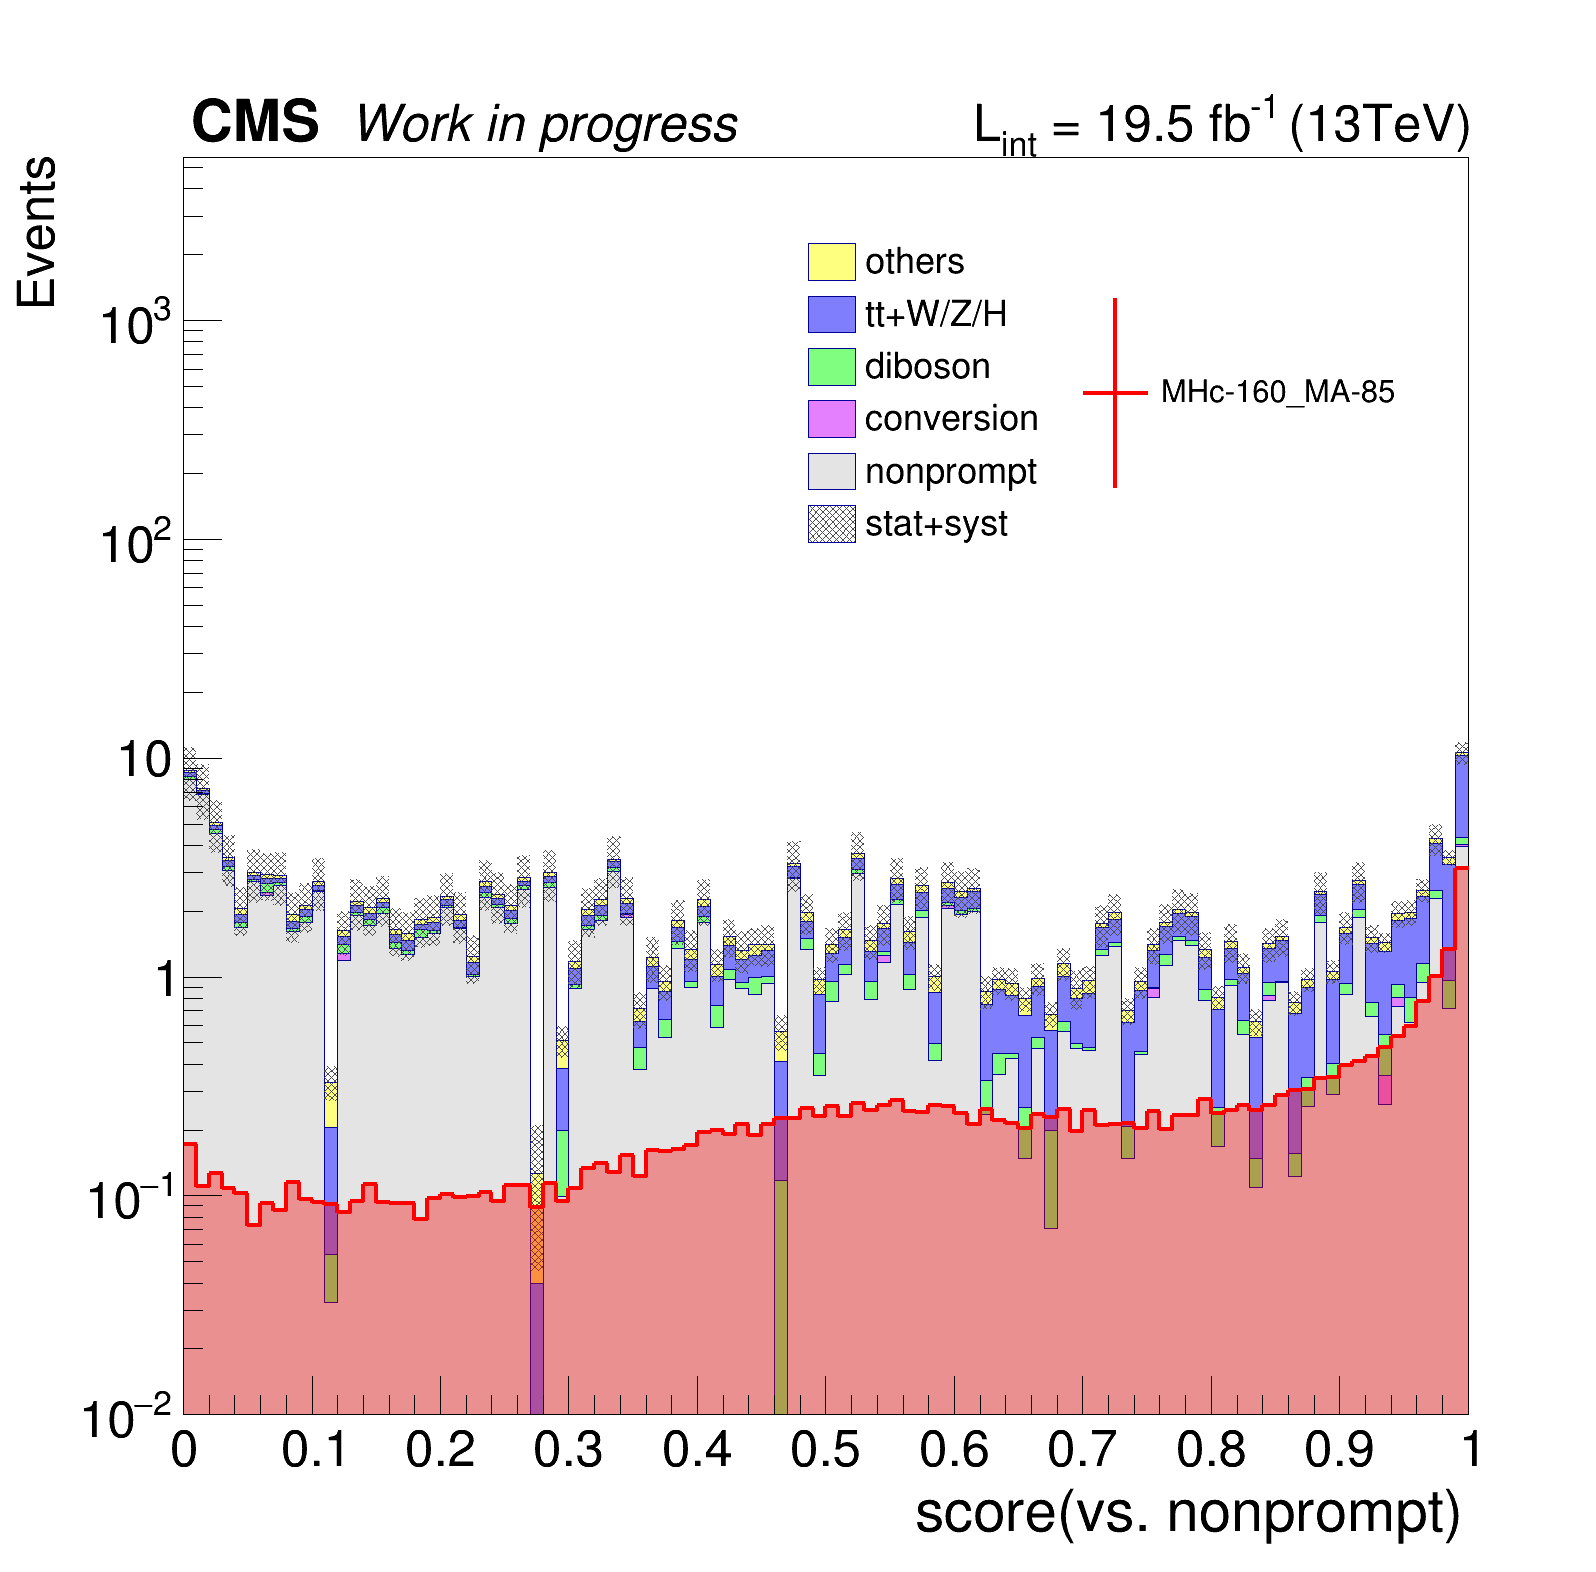 CMS Work in progress
L_int = 19.5 fb^-1 (13TeV)
Events
others
tt+W/Z/H
diboson
conversion
nonprompt
stat+syst
MHc-160_MA-85
10^3
10^2
10
1
10^−1
10^−2
0 0.1 0.2 0.3 0.4 0.5 0.6 0.7 0.8 0.9 1
score(vs. nonprompt)